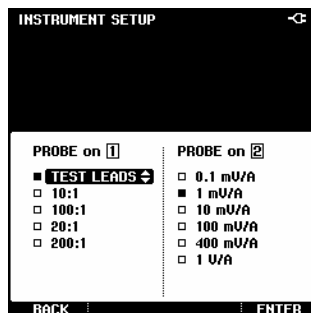 INSTRUMENT SETUP
PROBE on 1
TEST LEADS
10:1
100:1
20:1
200:1
PROBE on 2
0.1 mV/A
1 mV/A
10 mV/A
100 mV/A
400 mV/A
1 V/A
BACK
ENTER